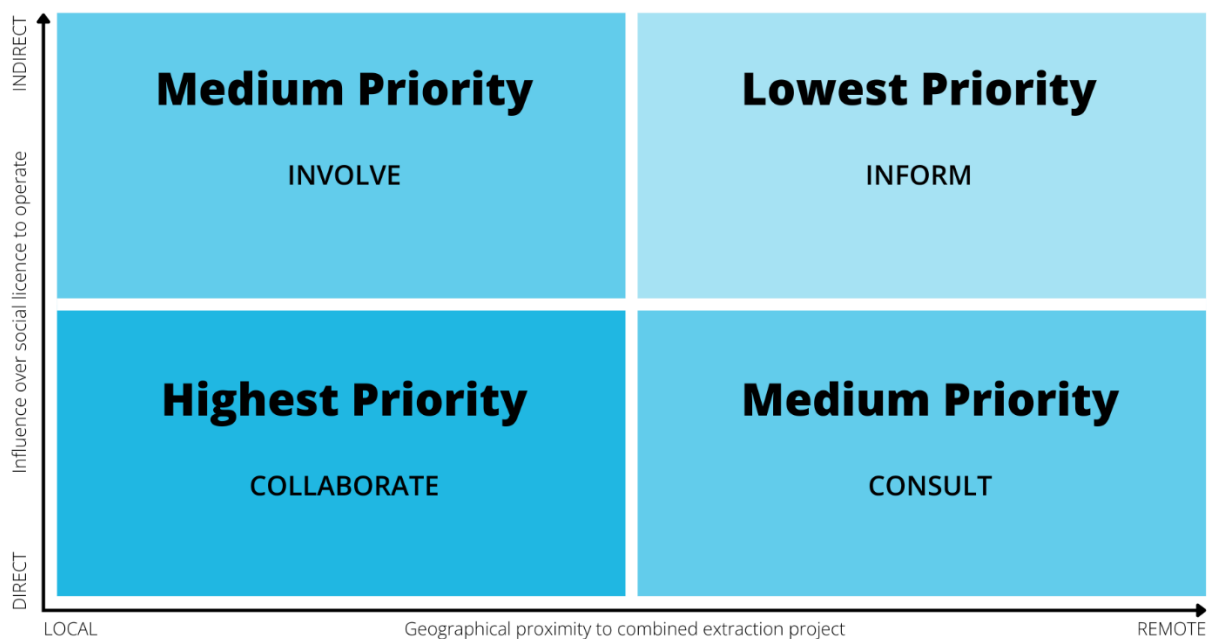 INDIRECT
Influence over social licence to operate
DIRECT
Medium Priority
INVOLVE
Lowest Priority
INFORM
Highest Priority
COLLABORATE
Medium Priority
CONSULT
LOCAL
Geographical proximity to combined extraction project
REMOTE